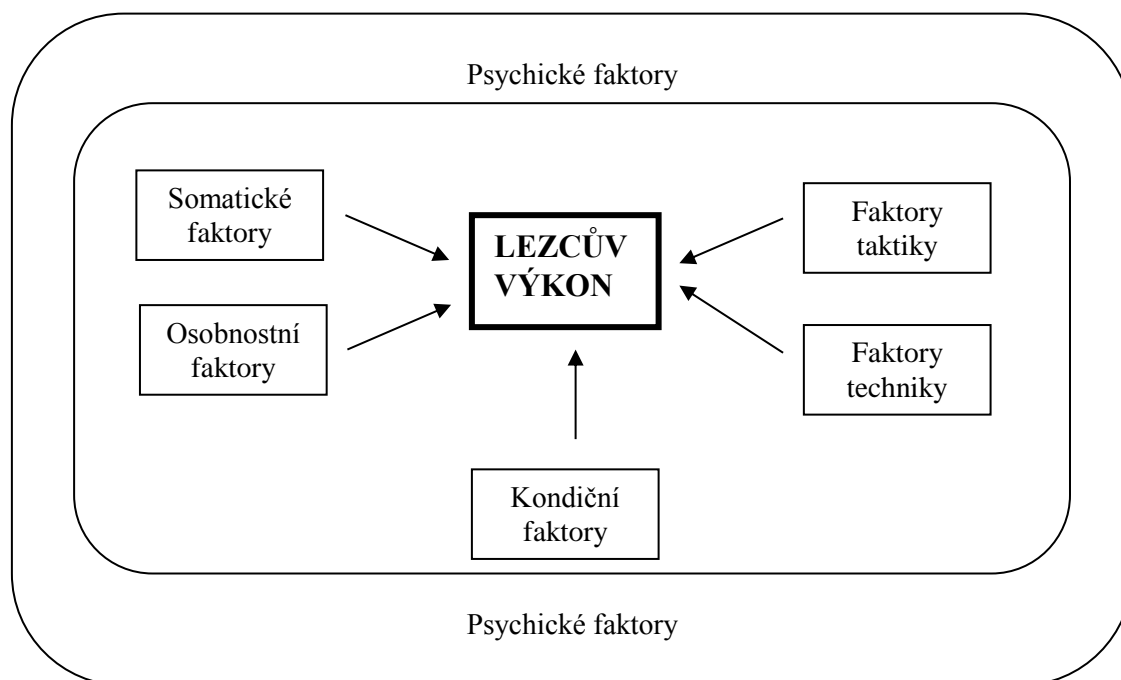 Psychické faktory
Somatické
faktory
Osobnostní
faktory
LEZCŮV
VÝKON
Faktory
taktiky
Faktory
techniky
Kondiční
faktory
Psychické faktory